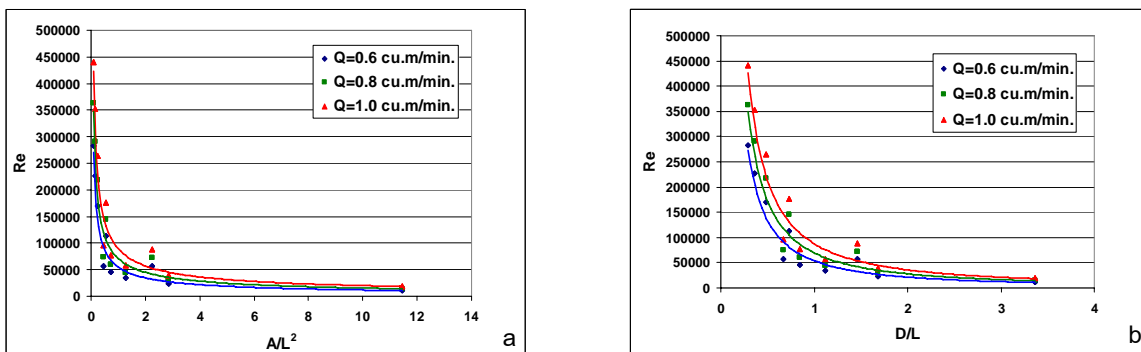 500000
450000
400000
350000
300000
250000
200000
150000
100000
50000
0
Re
0 2 4 6 8 10 12 14
A/L²
Q=0.6 cu.m/min.
Q=0.8 cu.m/min.
Q=1.0 cu.m/min.
a
500000
450000
400000
350000
300000
250000
200000
150000
100000
50000
0
Re
0 1 2 3 4
D/L
Q=0.6 cu.m/min.
Q=0.8 cu.m/min.
Q=1.0 cu.m/min.
b